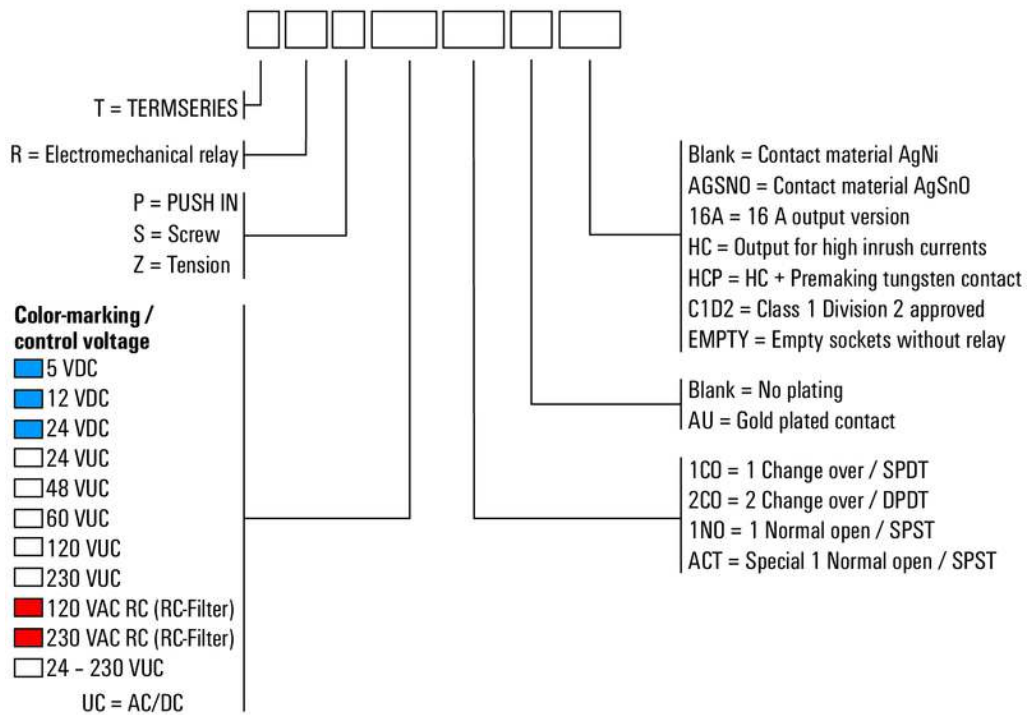 T = TERMSERIES
R = Electromechanical relay
P = PUSH IN
S = Screw
Z = Tension
Color-marking /
control voltage
5 VDC
12 VDC
24 VDC
24 VUC
48 VUC
60 VUC
120 VUC
230 VUC
120 VAC RC (RC-Filter)
230 VAC RC (RC-Filter)
24 – 230 VUC
UC = AC/DC
Blank = Contact material AgNi
AGSNO = Contact material AgSnO
16A = 16 A output version
HC = Output for high inrush currents
HCP = HC + Premaking tungsten contact
C1D2 = Class 1 Division 2 approved
EMPTY = Empty sockets without relay
Blank = No plating
AU = Gold plated contact
1CO = 1 Change over / SPDT
2CO = 2 Change over / DPDT
1NO = 1 Normal open / SPST
ACT = Special 1 Normal open / SPST